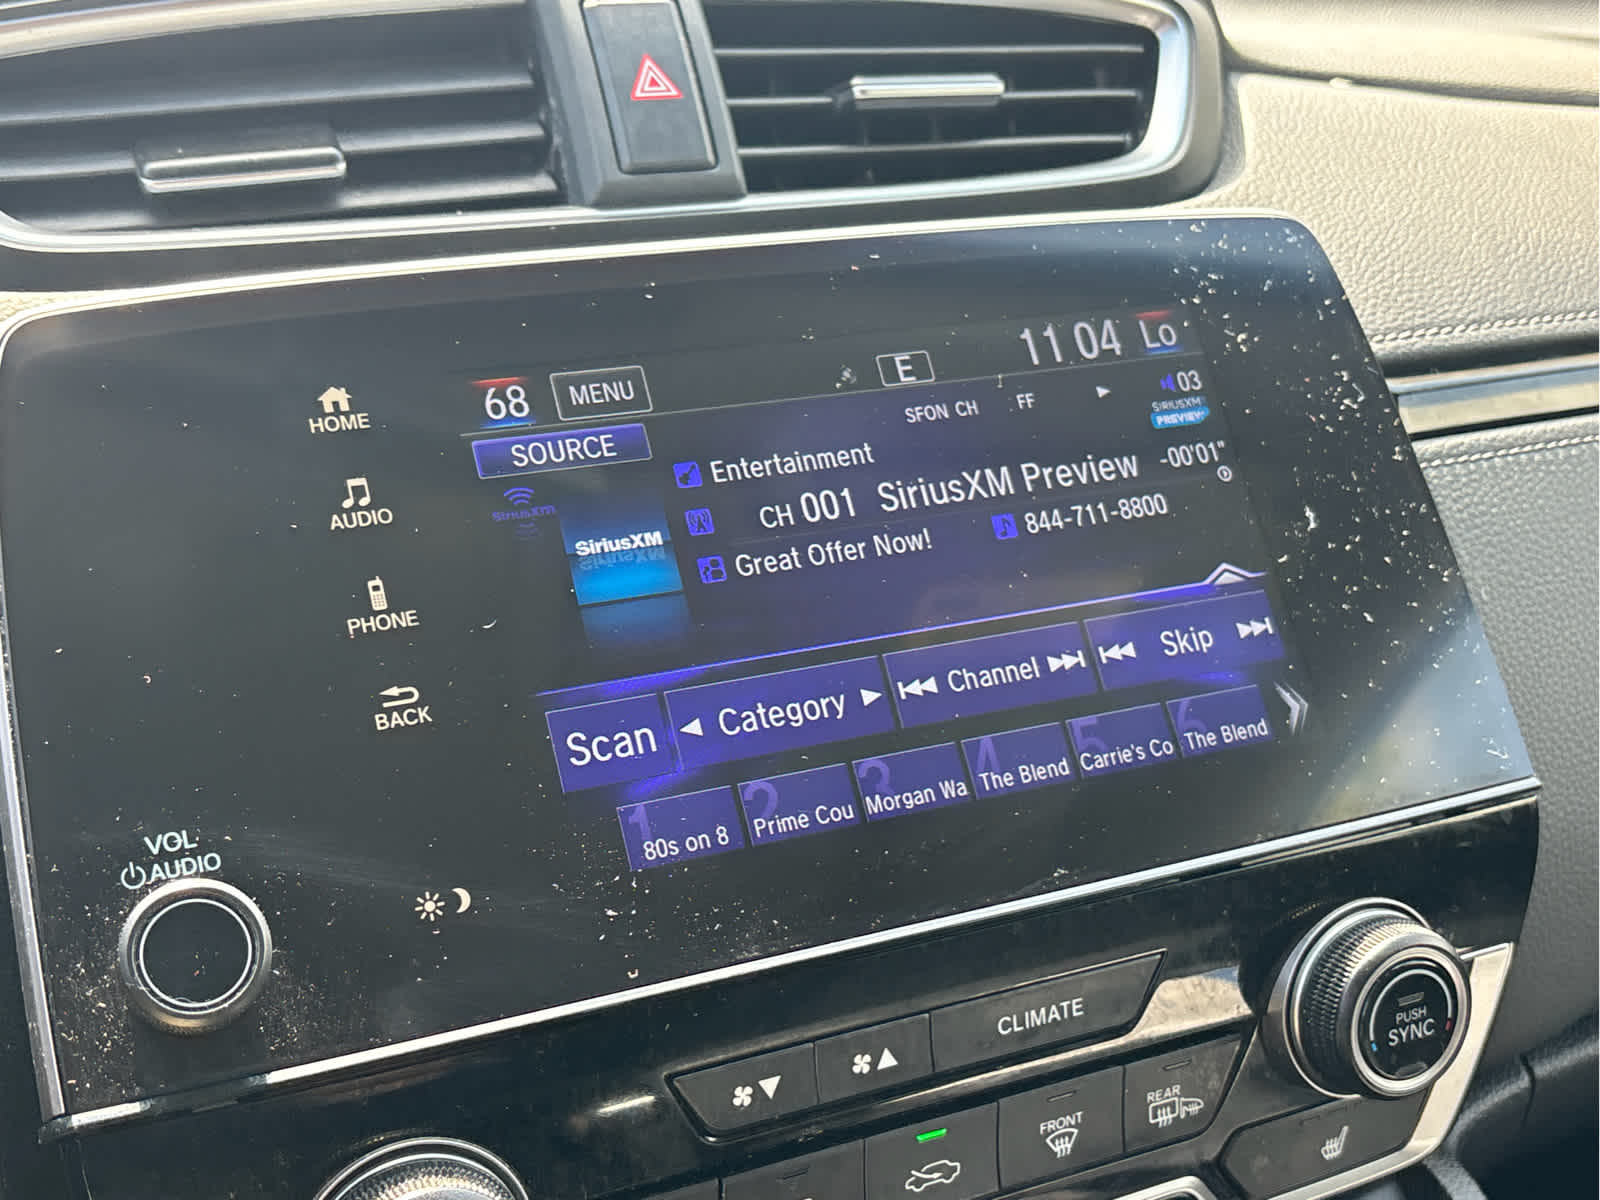 11 04 Lo
68 MENU E
SFON CH FF 03
SIRIUSXM
PREVIEW
HOME
SOURCE
Entertainment
SiriusXM
CH 001 SiriusXM Preview -00'01"
SiriusXM
Great Offer Now! 844-711-8800
AUDIO
PHONE
BACK
Scan Category Channel Skip
1 80s on 8
2 Prime Cou
3 Morgan Wa
4 The Blend
5 Carrie's Co
6 The Blend
VOL
AUDIO
CLIMATE
PUSH
SYNC
FRONT
REAR